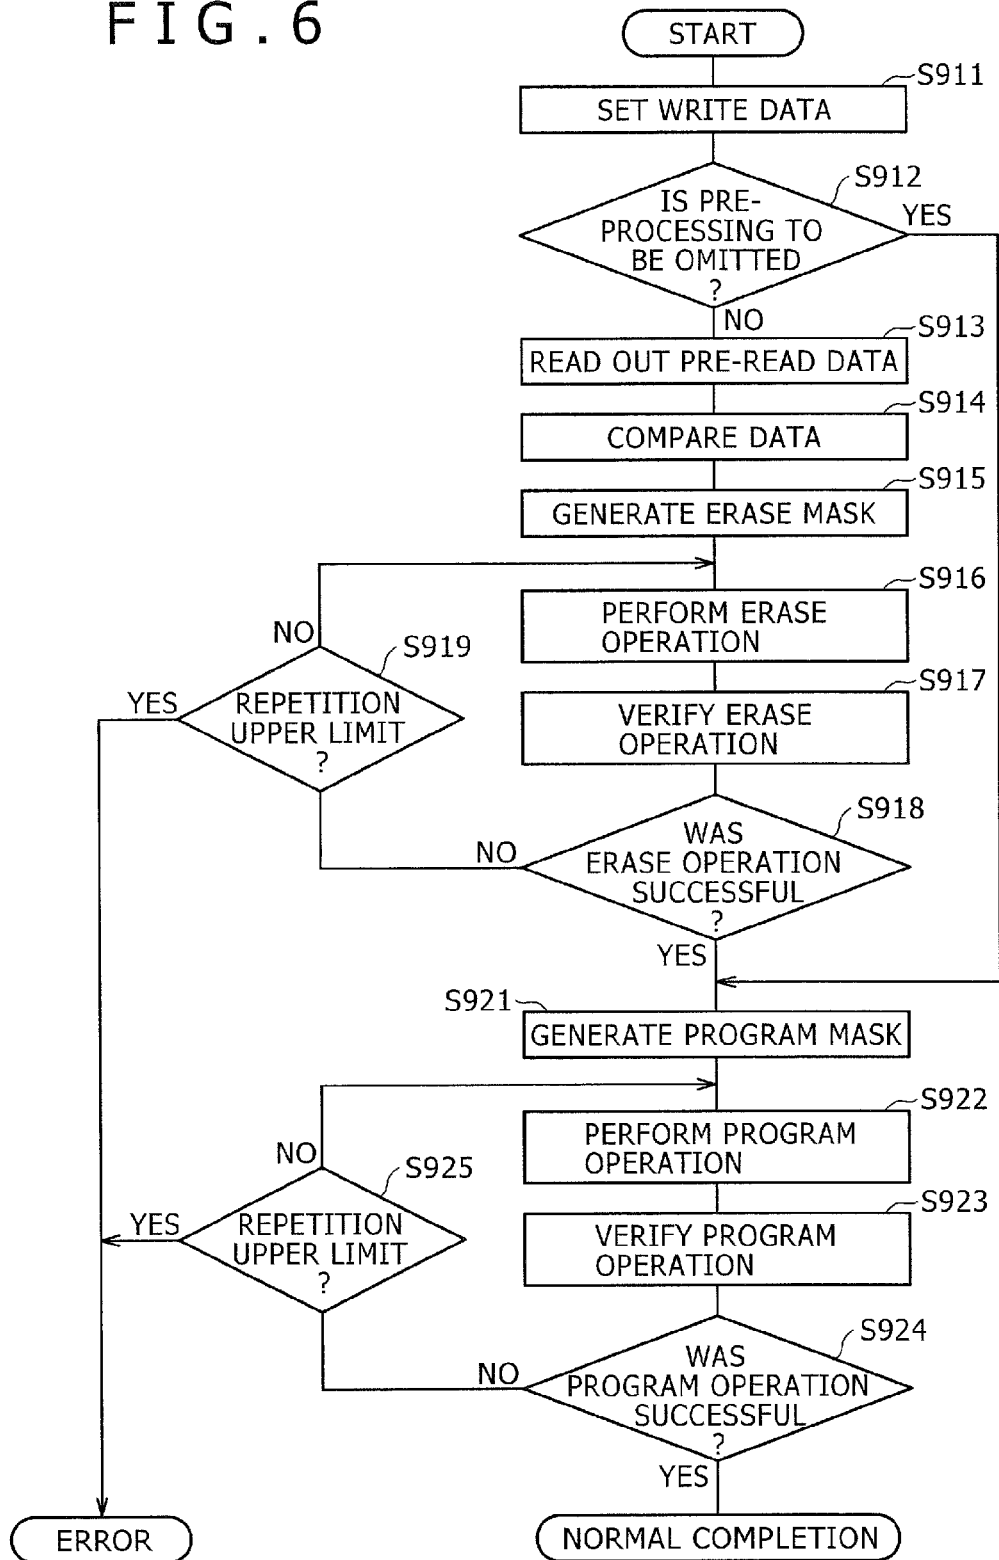 FIG.6
START
S911
SET WRITE DATA
S912
IS PRE-
PROCESSING TO
BE OMITTED
?
YES
NO
S913
READ OUT PRE-READ DATA
S914
COMPARE DATA
S915
GENERATE ERASE MASK
S916
PERFORM ERASE
OPERATION
NO
S919
REPETITION
UPPER LIMIT
?
YES
S917
VERIFY ERASE
OPERATION
S918
WAS
ERASE OPERATION
SUCCESSFUL
?
NO
YES
S921
GENERATE PROGRAM MASK
S922
PERFORM PROGRAM
OPERATION
NO
S925
REPETITION
UPPER LIMIT
?
YES
S923
VERIFY PROGRAM
OPERATION
S924
WAS
PROGRAM OPERATION
SUCCESSFUL
?
NO
YES
ERROR
NORMAL COMPLETION